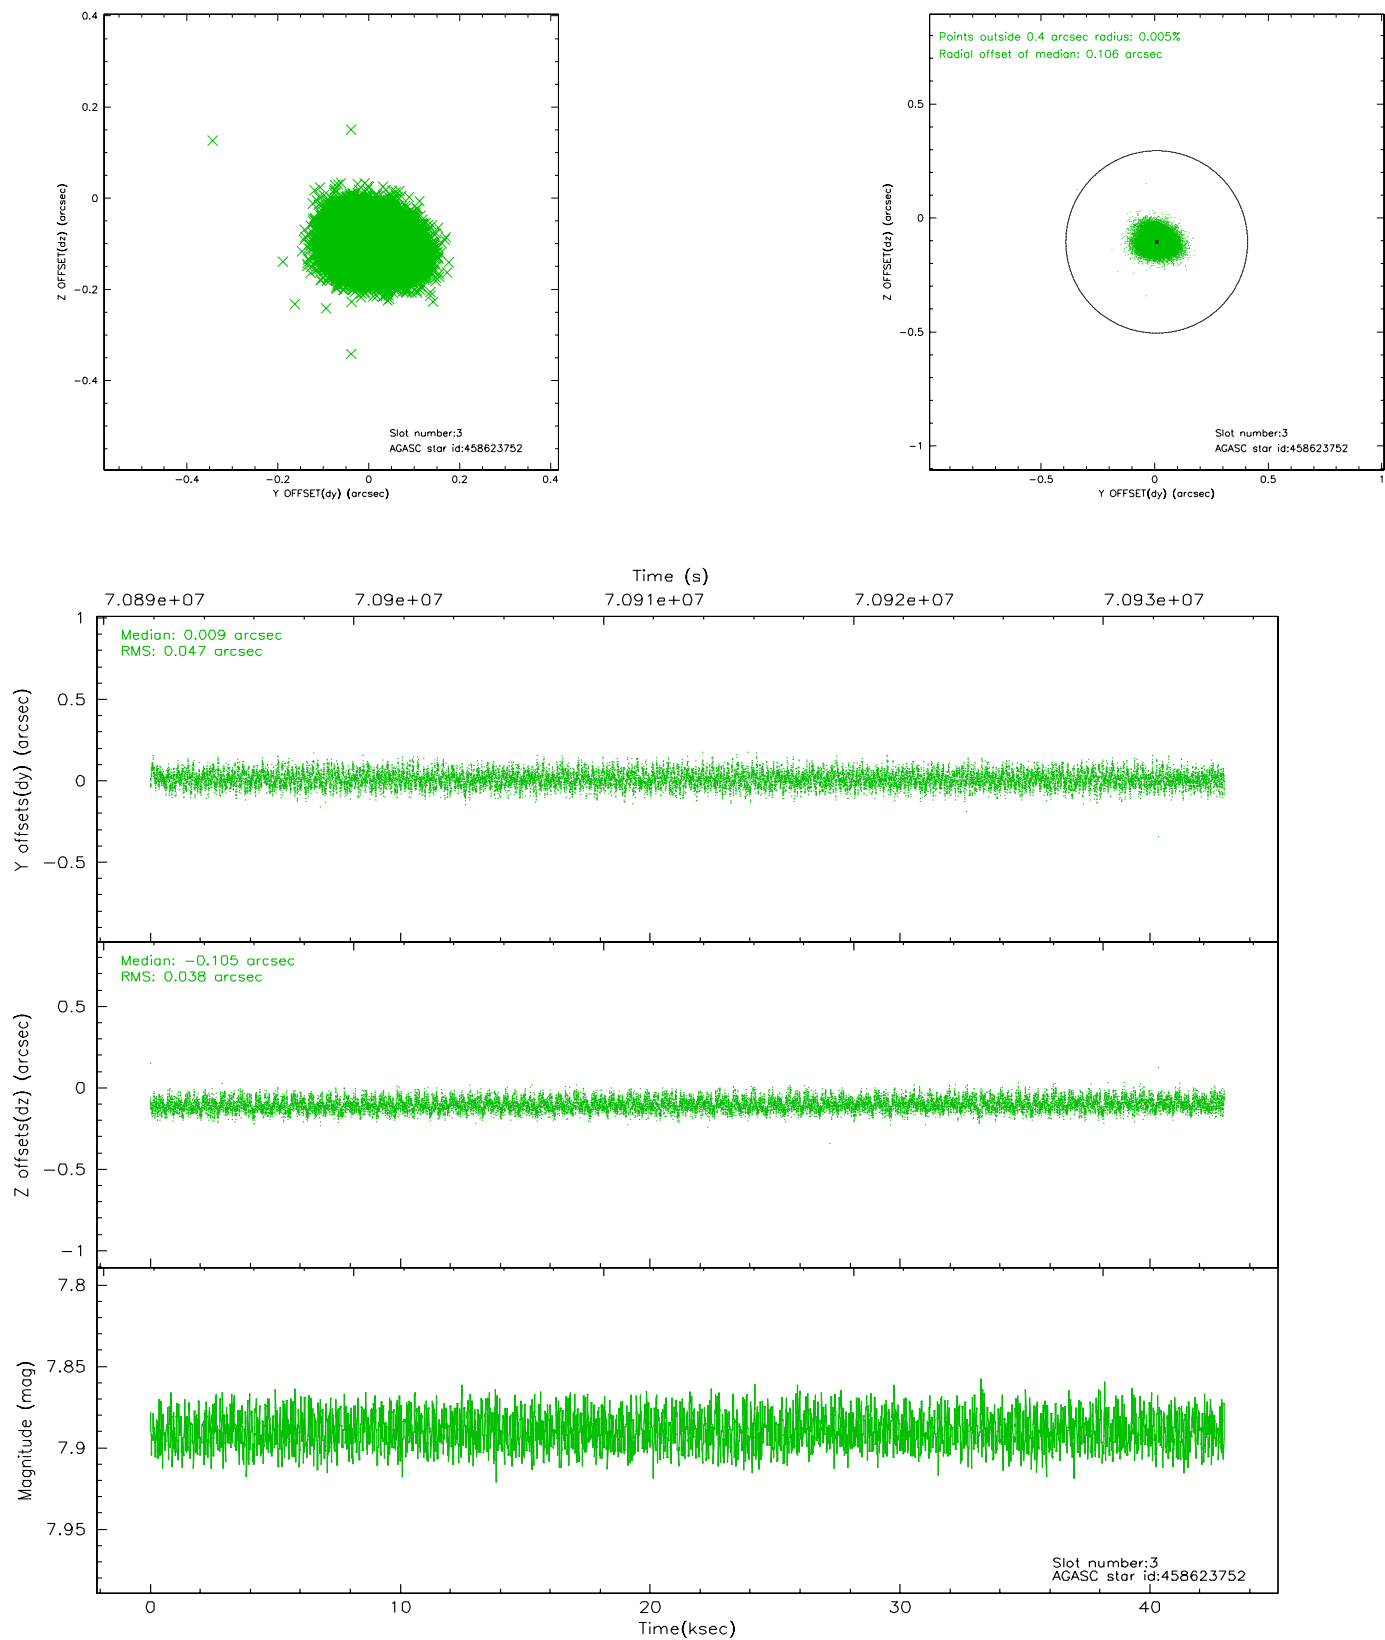 0.4
0.2
0
−0.2
−0.4
Z OFFSET(dz) (arcsec)
Slot number:3
AGASC star id:458623752
−0.4
−0.2
0
0.2
0.4
Y OFFSET(dy) (arcsec)
Points outside 0.4 arcsec radius: 0.005%
Radial offset of median: 0.106 arcsec
0.5
0
−0.5
−1
Z OFFSET(dz) (arcsec)
Slot number:3
AGASC star id:458623752
−0.5
0
0.5
1
Y OFFSET(dy) (arcsec)
Time (s)
7.089e+07
7.09e+07
7.091e+07
7.092e+07
7.093e+07
Median: 0.009 arcsec
RMS: 0.047 arcsec
1
0.5
0
−0.5
Y offsets(dy) (arcsec)
Median: −0.105 arcsec
RMS: 0.038 arcsec
0.5
0
−0.5
−1
Z offsets(dz) (arcsec)
7.8
7.85
7.9
7.95
Magnitude (mag)
Slot number:3
AGASC star id:458623752
0
10
20
30
40
Time(ksec)